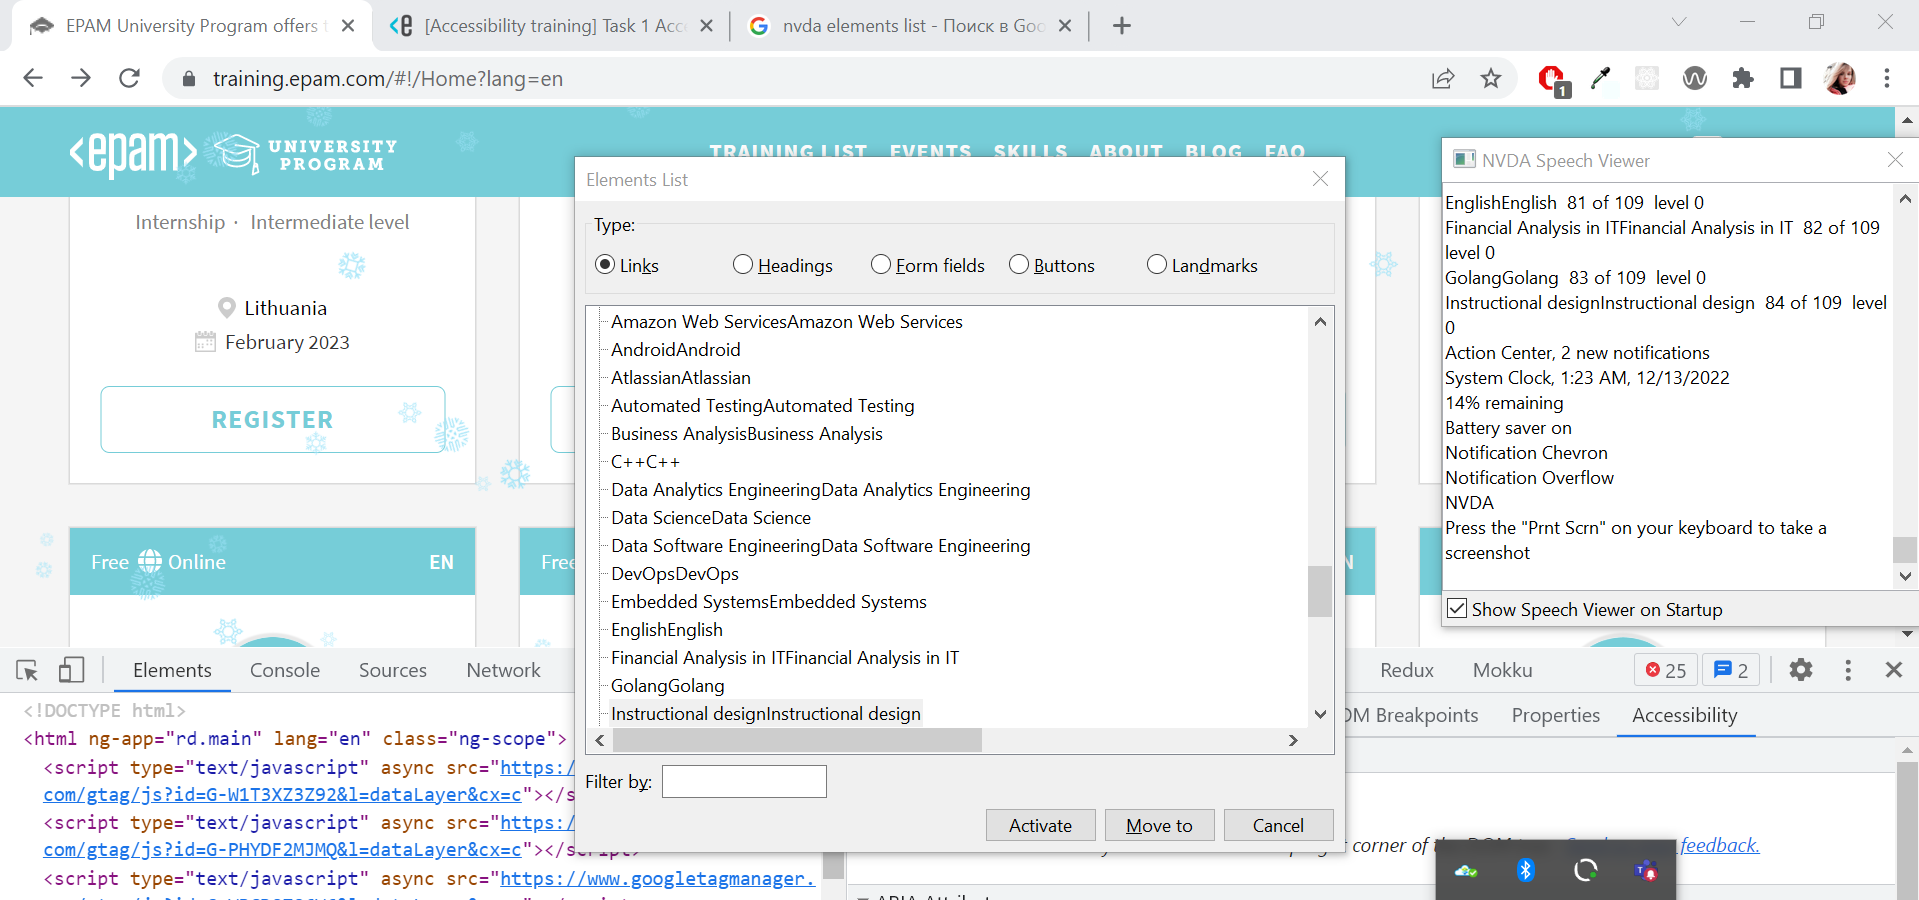 EPAM University Program offers t
[Accessibility training] Task 1 Acce
nvda elements list - Поиск в Goo
training.epam.com/#!/Home?lang=en
1
<epam> UNIVERSITY PROGRAM
TRAINING LIST EVENTS SKILLS ABOUT BLOG FAQ
Internship · Intermediate level
Lithuania
February 2023
REGISTER
Free Online EN
Free
N
Elements List
Type:
Links Headings Form fields Buttons Landmarks
Amazon Web ServicesAmazon Web Services
AndroidAndroid
AtlassianAtlassian
Automated TestingAutomated Testing
Business AnalysisBusiness Analysis
C++C++
Data Analytics EngineeringData Analytics Engineering
Data ScienceData Science
Data Software EngineeringData Software Engineering
DevOpsDevOps
Embedded SystemsEmbedded Systems
EnglishEnglish
Financial Analysis in ITFinancial Analysis in IT
GolangGolang
Instructional designInstructional design
Filter by:
Activate Move to Cancel
NVDA Speech Viewer
EnglishEnglish 81 of 109 level 0
Financial Analysis in ITFinancial Analysis in IT 82 of 109
level 0
GolangGolang 83 of 109 level 0
Instructional designInstructional design 84 of 109 level
0
Action Center, 2 new notifications
System Clock, 1:23 AM, 12/13/2022
14% remaining
Battery saver on
Notification Chevron
Notification Overflow
NVDA
Press the "Prnt Scrn" on your keyboard to take a
screenshot
Show Speech Viewer on Startup
Elements Console Sources Network
Redux Mokku 25 2
OM Breakpoints Properties Accessibility
<!DOCTYPE html>
<html ng-app="rd.main" lang="en" class="ng-scope">
<script type="text/javascript" async src="https:/
com/gtag/js?id=G-W1T3XZ3Z92&l=dataLayer&cx=c"></s
<script type="text/javascript" async src="https:/
com/gtag/js?id=G-PHYDF2MJMQ&l=dataLayer&cx=c"></script>
<script type="text/javascript" async src="https://www.googletagmanager.
corner of the DOM
feedback.